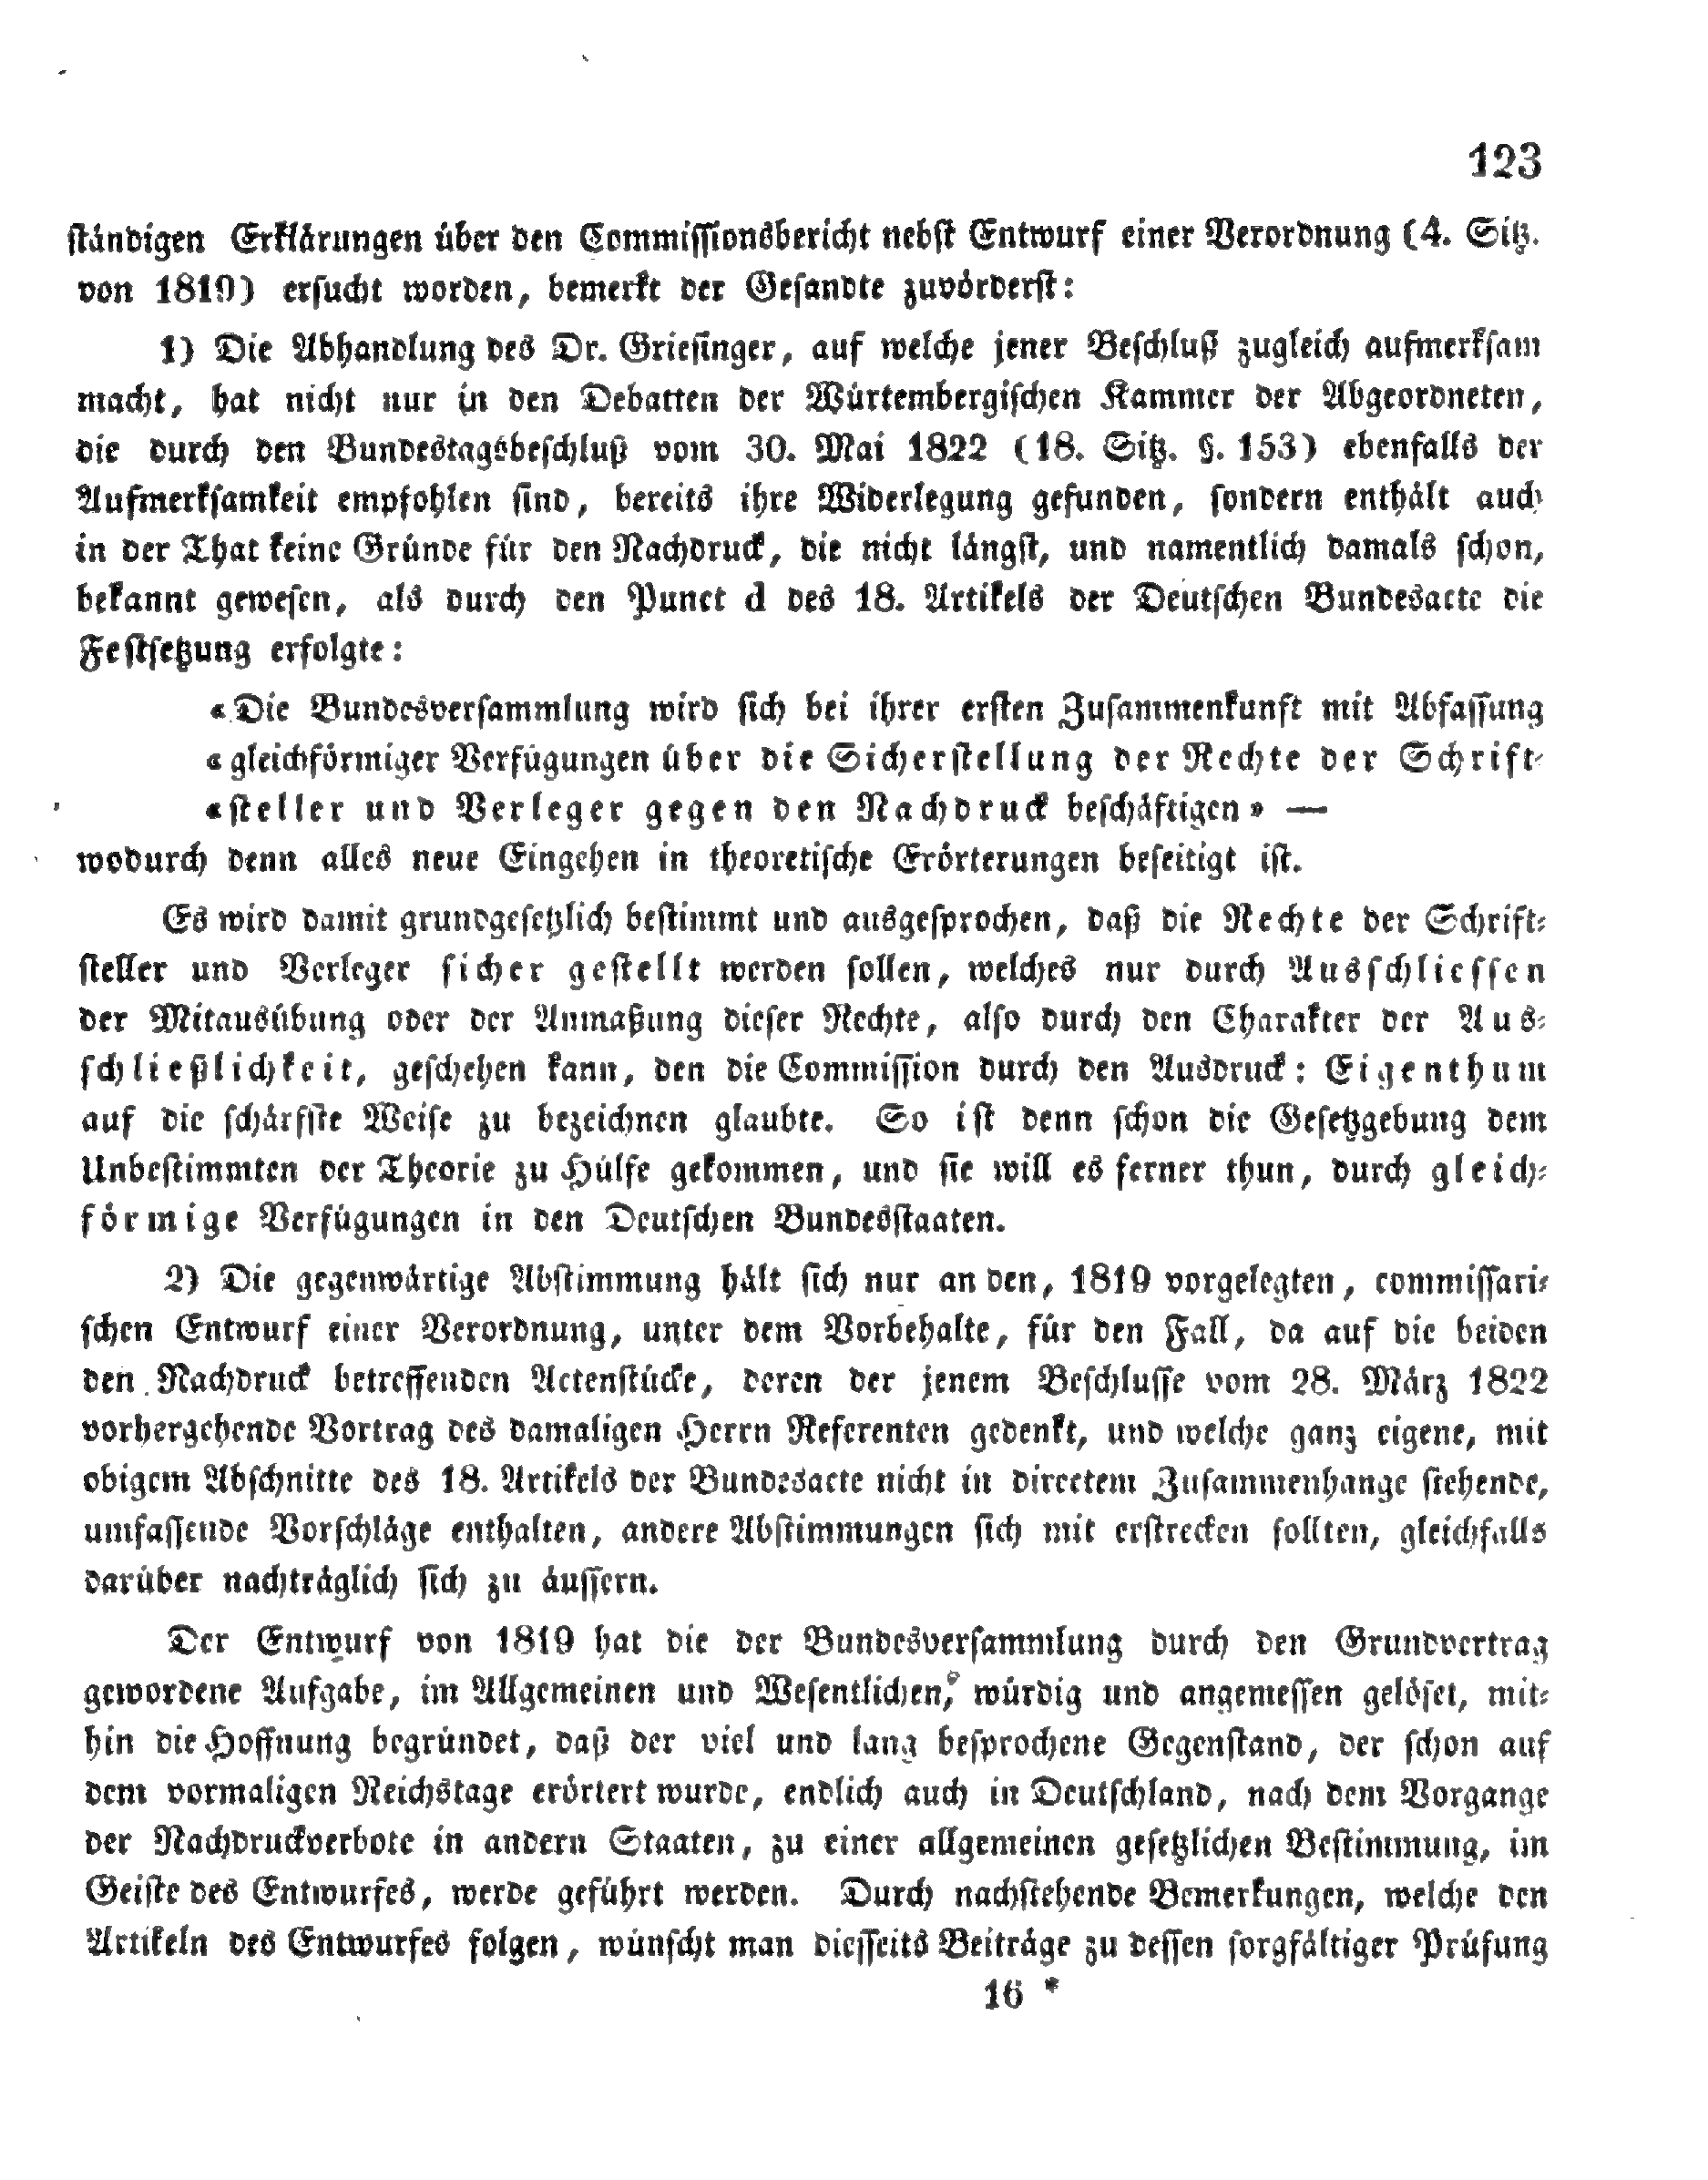 123
ständigen Erklärungen über den Commissionsbericht nebst Entwurf einer Verordnung (4. Sitz.
von 1819) ersucht worden, bemerkt der Gesandte zuvörderst:
1) Die Abhandlung des Dr. Griesinger, auf welche jener Beschluß zugleich aufmerksam
macht, hat nicht nur in den Debatten der Würtembergischen Kammer der Abgeordneten,
die durch den Bundestagsbeschluß vom 30. Mai 1822 (18. Sitz. §. 153) ebenfalls der
Aufmerksamkeit empfohlen sind, bereits ihre Widerlegung gefunden, sondern enthält auch
in der That keine Gründe für den Nachdruck, die nicht längst, und namentlich damals schon,
bekannt gewesen, als durch den Punct d des 18. Artikels der Deutschen Bundesacte die
Festsetzung erfolgte:
«Die Bundesversammlung wird sich bei ihrer ersten Zusammenkunft mit Abfassung
«gleichförmiger Verfügungen über die Sicherstellung der Rechte der Schrift-
«steller und Verleger gegen den Nachdruck beschäftigen» —
wodurch denn alles neue Eingehen in theoretische Erörterungen beseitigt ist.
Es wird damit grundgesetzlich bestimmt und ausgesprochen, daß die Rechte der Schrift-
steller und Verleger sicher gestellt werden sollen, welches nur durch Ausschliessen
der Mitausübung oder der Anmaßung dieser Rechte, also durch den Charakter der Aus-
schließlichkeit, geschehen kann, den die Commission durch den Ausdruck: Eigenthum
auf die schärfste Weise zu bezeichnen glaubte. So ist denn schon die Gesetzgebung dem
Unbestimmten der Theorie zu Hülfe gekommen, und sie will es ferner thun, durch gleich-
förmige Verfügungen in den Deutschen Bundesstaaten.
2) Die gegenwärtige Abstimmung hält sich nur an den, 1819 vorgelegten, commissari-
schen Entwurf einer Verordnung, unter dem Vorbehalte, für den Fall, da auf die beiden
den Nachdruck betreffenden Actenstücke, deren der jenem Beschlusse vom 28. März 1822
vorhergehende Vortrag des damaligen Herrn Referenten gedenkt, und welche ganz eigene, mit
obigem Abschnitte des 18. Artikels der Bundesacte nicht in directem Zusammenhange stehende,
umfassende Vorschläge enthalten, andere Abstimmungen sich mit erstrecken sollten, gleichfalls
darüber nachträglich sich zu äussern.
Der Entwurf von 1819 hat die der Bundesversammlung durch den Grundvertrag
gewordene Aufgabe, im Allgemeinen und Wesentlichen, würdig und angemessen gelöset, mit-
hin die Hoffnung begründet, daß der viel und lang besprochene Gegenstand, der schon auf
dem vormaligen Reichstage erörtert wurde, endlich auch in Deutschland, nach dem Vorgange
der Nachdruckverbote in andern Staaten, zu einer allgemeinen gesetzlichen Bestimmung, im
Geiste des Entwurfes, werde geführt werden. Durch nachstehende Bemerkungen, welche den
Artikeln des Entwurfes folgen, wünscht man diesseits Beiträge zu dessen sorgfältiger Prüfung
16 *